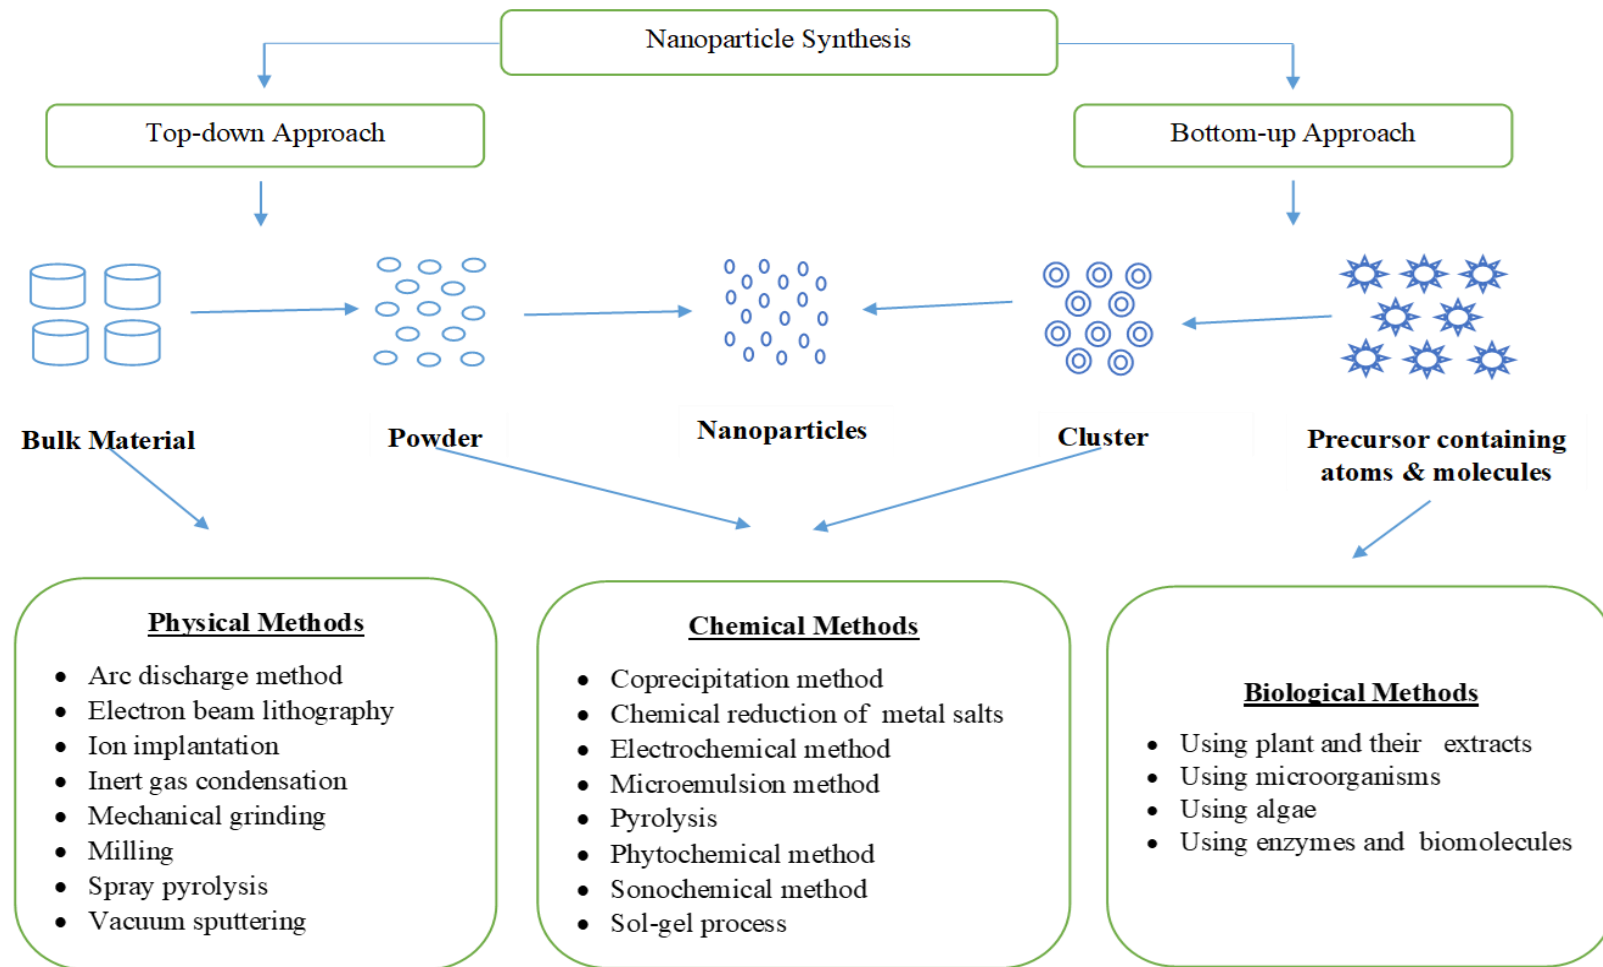 Nanoparticle Synthesis
Top-down Approach
Bottom-up Approach
Bulk Material
Powder
Nanoparticles
Cluster
Precursor containing
atoms & molecules
Physical Methods
• Arc discharge method
• Electron beam lithography
• Ion implantation
• Inert gas condensation
• Mechanical grinding
• Milling
• Spray pyrolysis
• Vacuum sputtering
Chemical Methods
• Coprecipitation method
• Chemical reduction of metal salts
• Electrochemical method
• Microemulsion method
• Pyrolysis
• Phytochemical method
• Sonochemical method
• Sol-gel process
Biological Methods
• Using plant and their extracts
• Using microorganisms
• Using algae
• Using enzymes and biomolecules